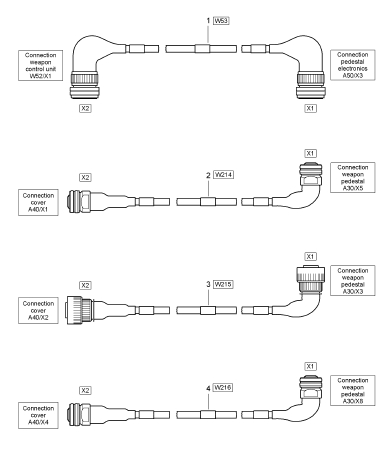 1 W53
Connection
weapon
control unit
W52/X1
Connection
pedestal
electronics
A50/X3
X2
X1
2 W214
X2
X1
Connection
weapon
pedestal
A30/X5
Connection
cover
A40/X1
3 W215
X2
X1
Connection
weapon
pedestal
A30/X3
Connection
cover
A40/X2
4 W216
X2
X1
Connection
weapon
pedestal
A30/X8
Connection
cover
A40/X4